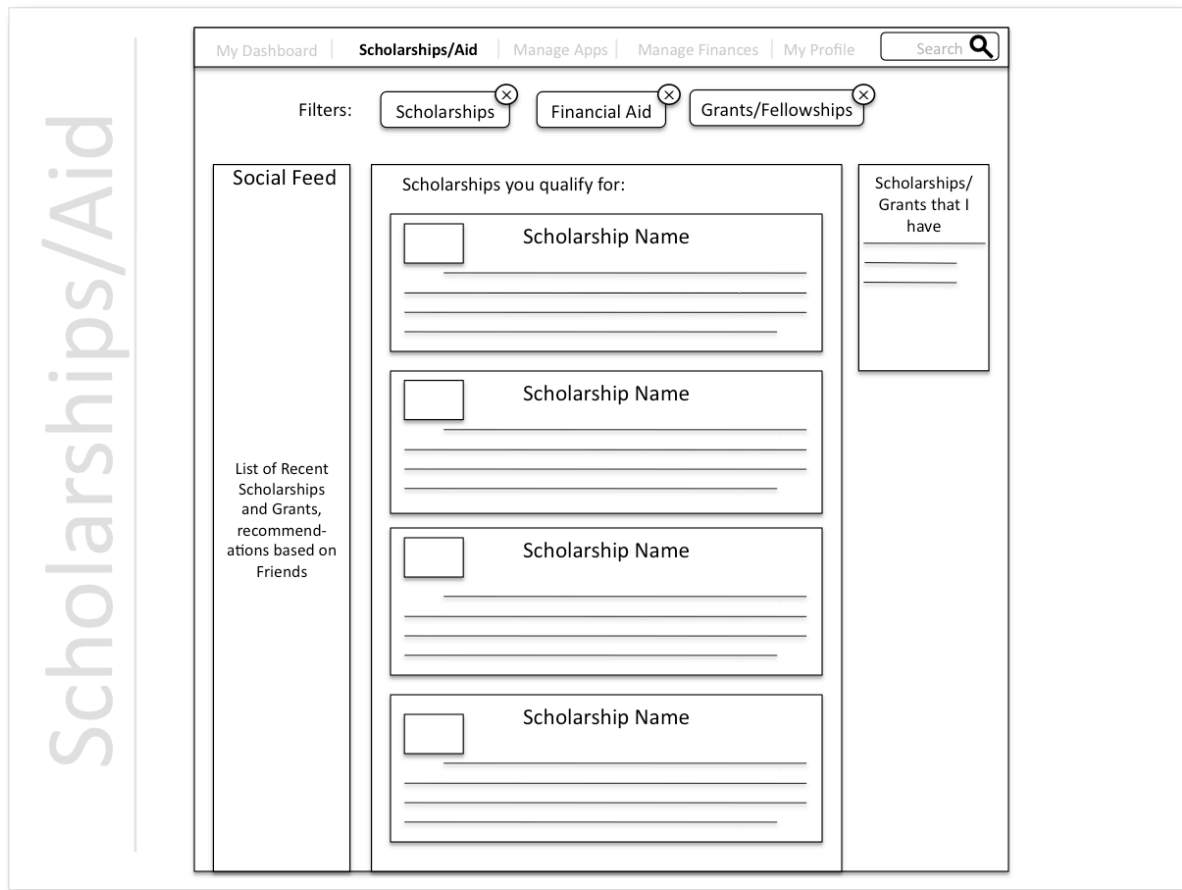 Scholarships/Aid
My Dashboard | Scholarships/Aid | Manage Apps | Manage Finances | My Profile Search
Filters: Scholarships Financial Aid Grants/Fellowships
Social Feed
List of Recent
Scholarships
and Grants,
recommend-
ations based on
Friends
Scholarships you qualify for:
Scholarship Name
Scholarship Name
Scholarship Name
Scholarship Name
Scholarships/
Grants that I
have